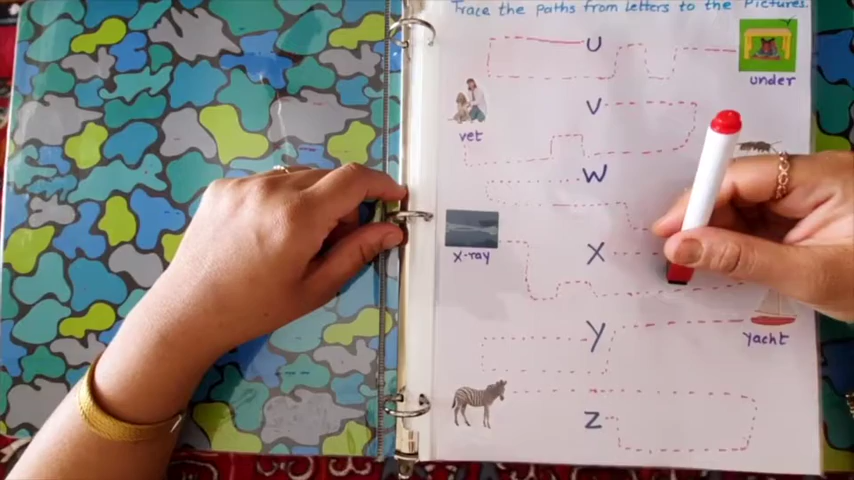 Trace the paths from letters to the Pictures.
U
under
V
vet
W
X
X-ray
Y
yacht
Z